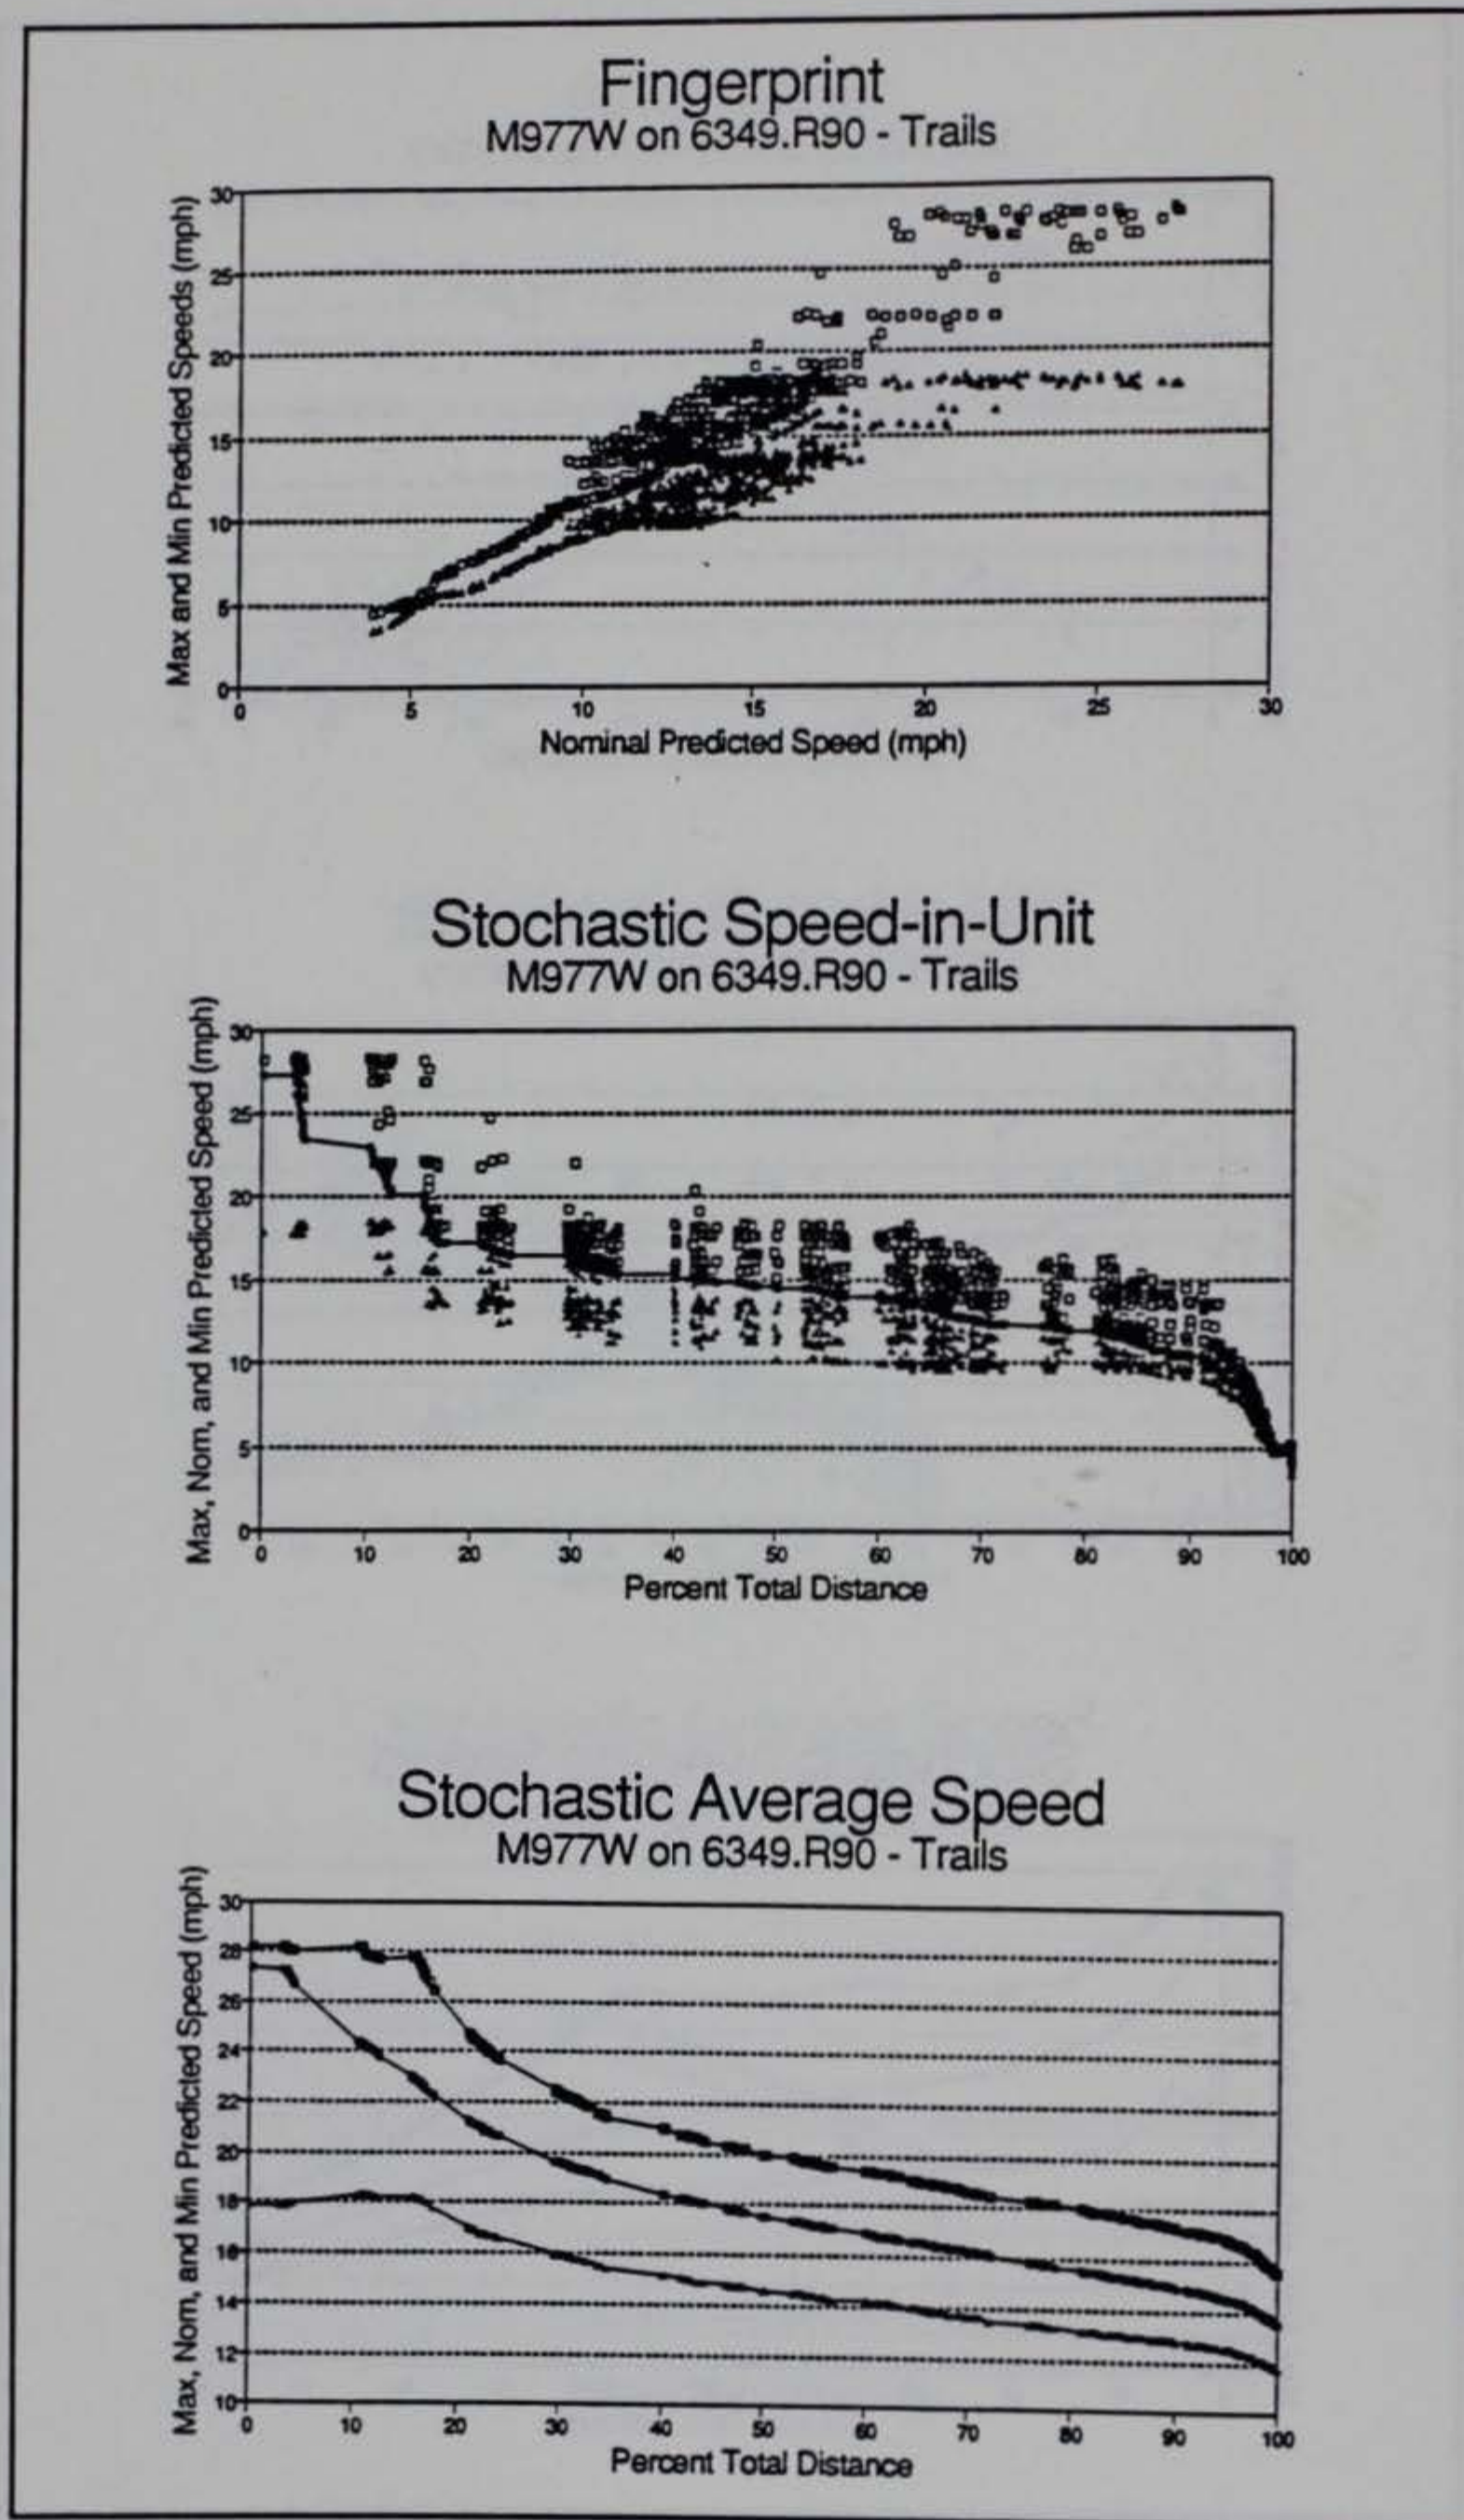 Fingerprint
M977W on 6349.R90 - Trails
Max and Min Predicted Speeds (mph)
30
25
20
15
10
5
0
0 5 10 15 20 25 30
Nominal Predicted Speed (mph)
Stochastic Speed-in-Unit
M977W on 6349.R90 - Trails
Max, Nom, and Min Predicted Speed (mph)
30
25
20
15
10
5
0
0 10 20 30 40 50 60 70 80 90 100
Percent Total Distance
Stochastic Average Speed
M977W on 6349.R90 - Trails
Max, Nom, and Min Predicted Speed (mph)
30
28
26
24
22
20
18
16
14
12
10
0 10 20 30 40 50 60 70 80 90 100
Percent Total Distance